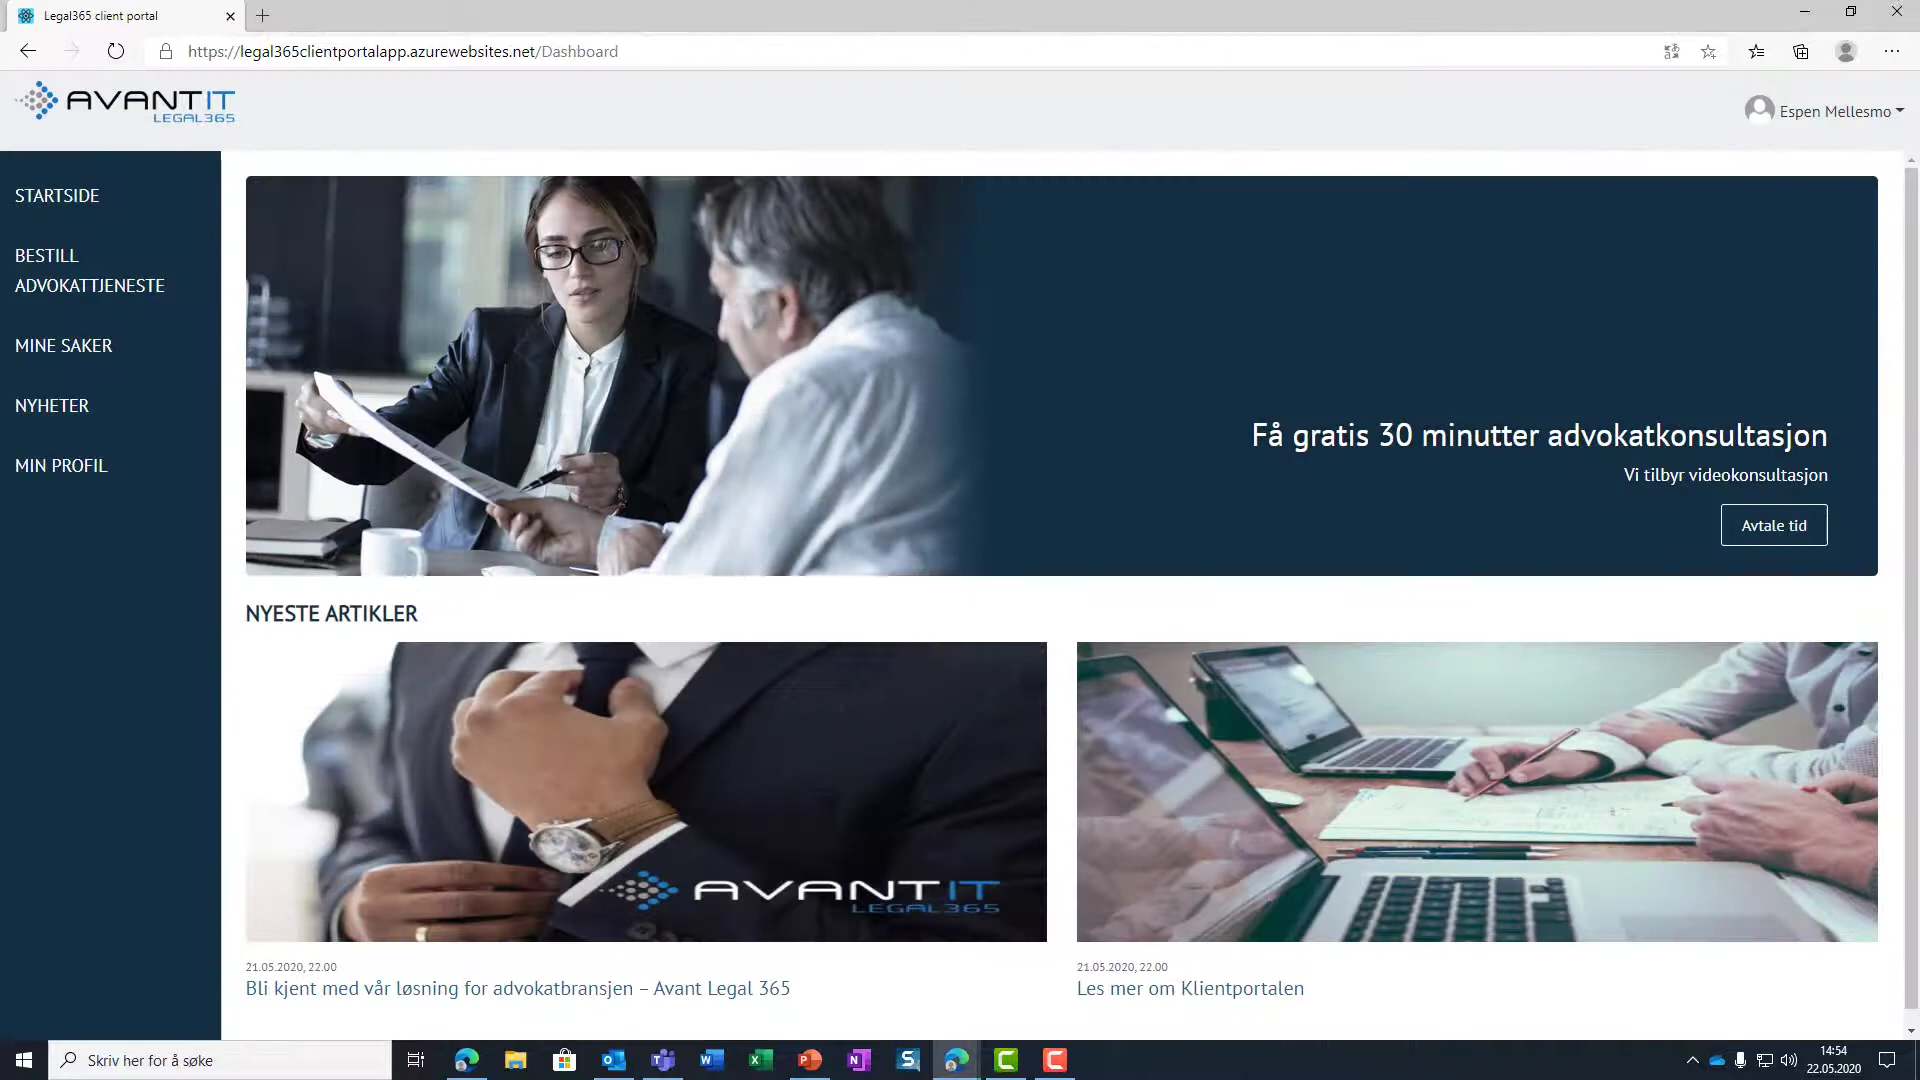 Legal365 client portal
https://legal365clientportalapp.azurewebsites.net/Dashboard
AVANTIT
LEGAL365
Espen Mellesmo
STARTSIDE
BESTILL
ADVOKATTJENESTE
MINE SAKER
NYHETER
MIN PROFIL
Få gratis 30 minutter advokatkonsultasjon
Vi tilbyr videokonsultasjon
Avtale tid
NYESTE ARTIKLER
AVANTIT
LEGAL365
21.05.2020, 22.00
Bli kjent med vår løsning for advokatbransjen – Avant Legal 365
21.05.2020, 22.00
Les mer om Klientportalen
Skriv her for å søke
14:54
22.05.2020